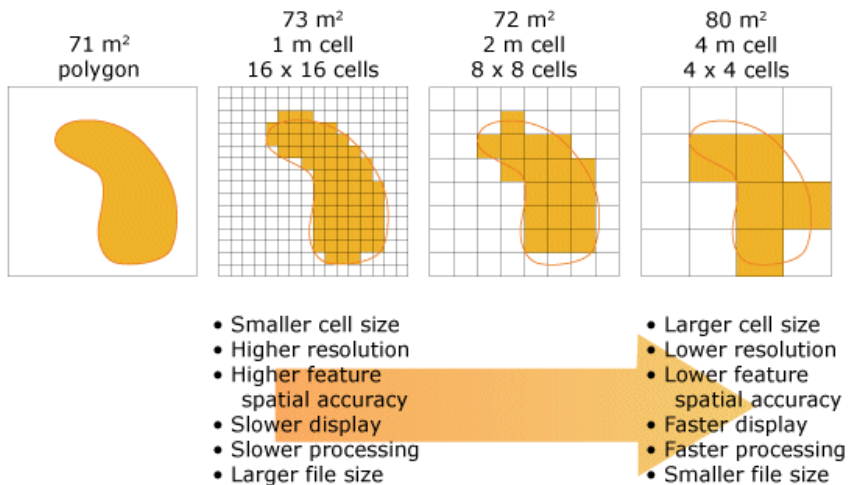 71 m²
polygon
73 m²
1 m cell
16 x 16 cells
72 m²
2 m cell
8 x 8 cells
80 m²
4 m cell
4 x 4 cells
• Smaller cell size
• Higher resolution
• Higher feature
spatial accuracy
• Slower display
• Slower processing
• Larger file size
• Larger cell size
• Lower resolution
• Lower feature
spatial accuracy
• Faster display
• Faster processing
• Smaller file size